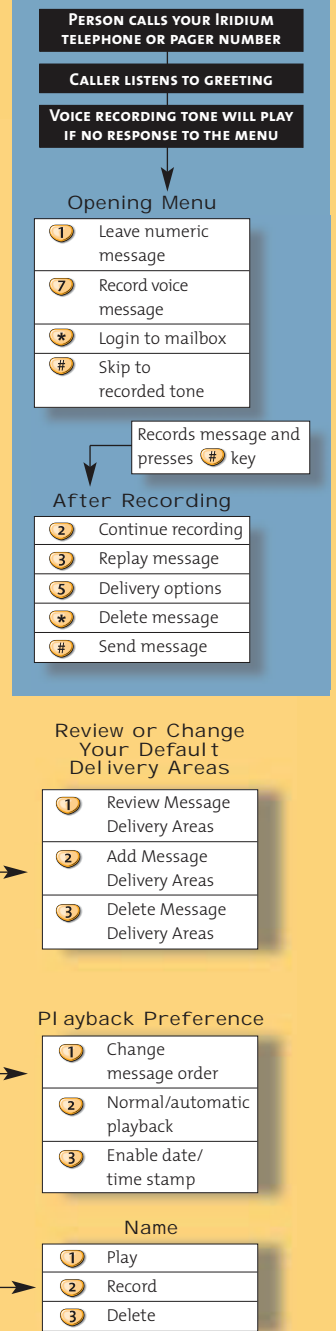 PERSON CALLS YOUR IRIDIUM
TELEPHONE OR PAGER NUMBER
CALLER LISTENS TO GREETING
VOICE RECORDING TONE WILL PLAY
IF NO RESPONSE TO THE MENU
Opening Menu
1 Leave numeric
message
7 Record voice
message
* Login to mailbox
# Skip to
recorded tone
Records message and
presses # key
After Recording
2 Continue recording
3 Replay message
5 Delivery options
* Delete message
# Send message
Review or Change
Your Default
Delivery Areas
1 Review Message
Delivery Areas
2 Add Message
Delivery Areas
3 Delete Message
Delivery Areas
Playback Preference
1 Change
message order
2 Normal/automatic
playback
3 Enable date/
time stamp
Name
1 Play
2 Record
3 Delete